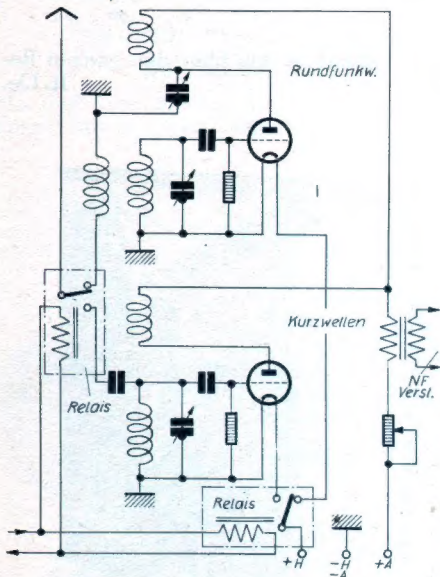 Rundfunkw.
Kurzwellen
NF
Verst.
Relais
Relais
+H
-H
-A
+A